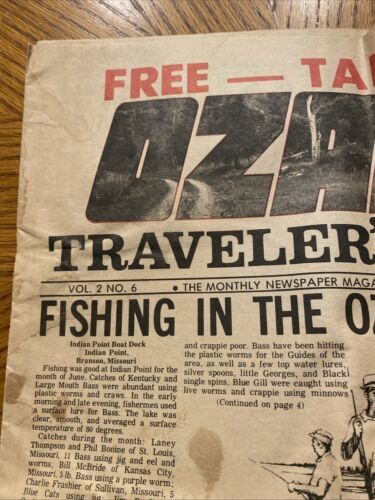 FREE — TA
OZA
TRAVELER'
VOL. 2 NO. 6 • THE MONTHLY NEWSPAPER MAGA
FISHING IN THE OZ
Indian Point Boat Dock
Indian Point,
Branson, Missouri
Fishing was good at Indian Point for the
month of June. Catches of Kentucky and
Large Mouth Bass were abundant using
plastic worms and craws. In the early
morning and late evening, fishermen used
a surface lure for Bass. The lake was
clear, smooth, and averaged a surface
temperature of 80 degrees.
Catches during the month: Laney
Thompson and Phil Bonine of St. Louis,
Missouri, 11 Bass using jig and eel
and worms; Bill McBride of Kansas City,
Missouri, 5 lb. Bass using a purple worm;
Charlie Frashier of Sullivan, Missouri, 5
Blue Cats using
and crappie poor. Bass have been hitting
the plastic worms for the Guides of the
area, as well as a few top water lures,
silver spoons, little Georges, and Black
single spins. Blue Gill were caught using
live worms and crappie using minnows
(Continued on page 4)